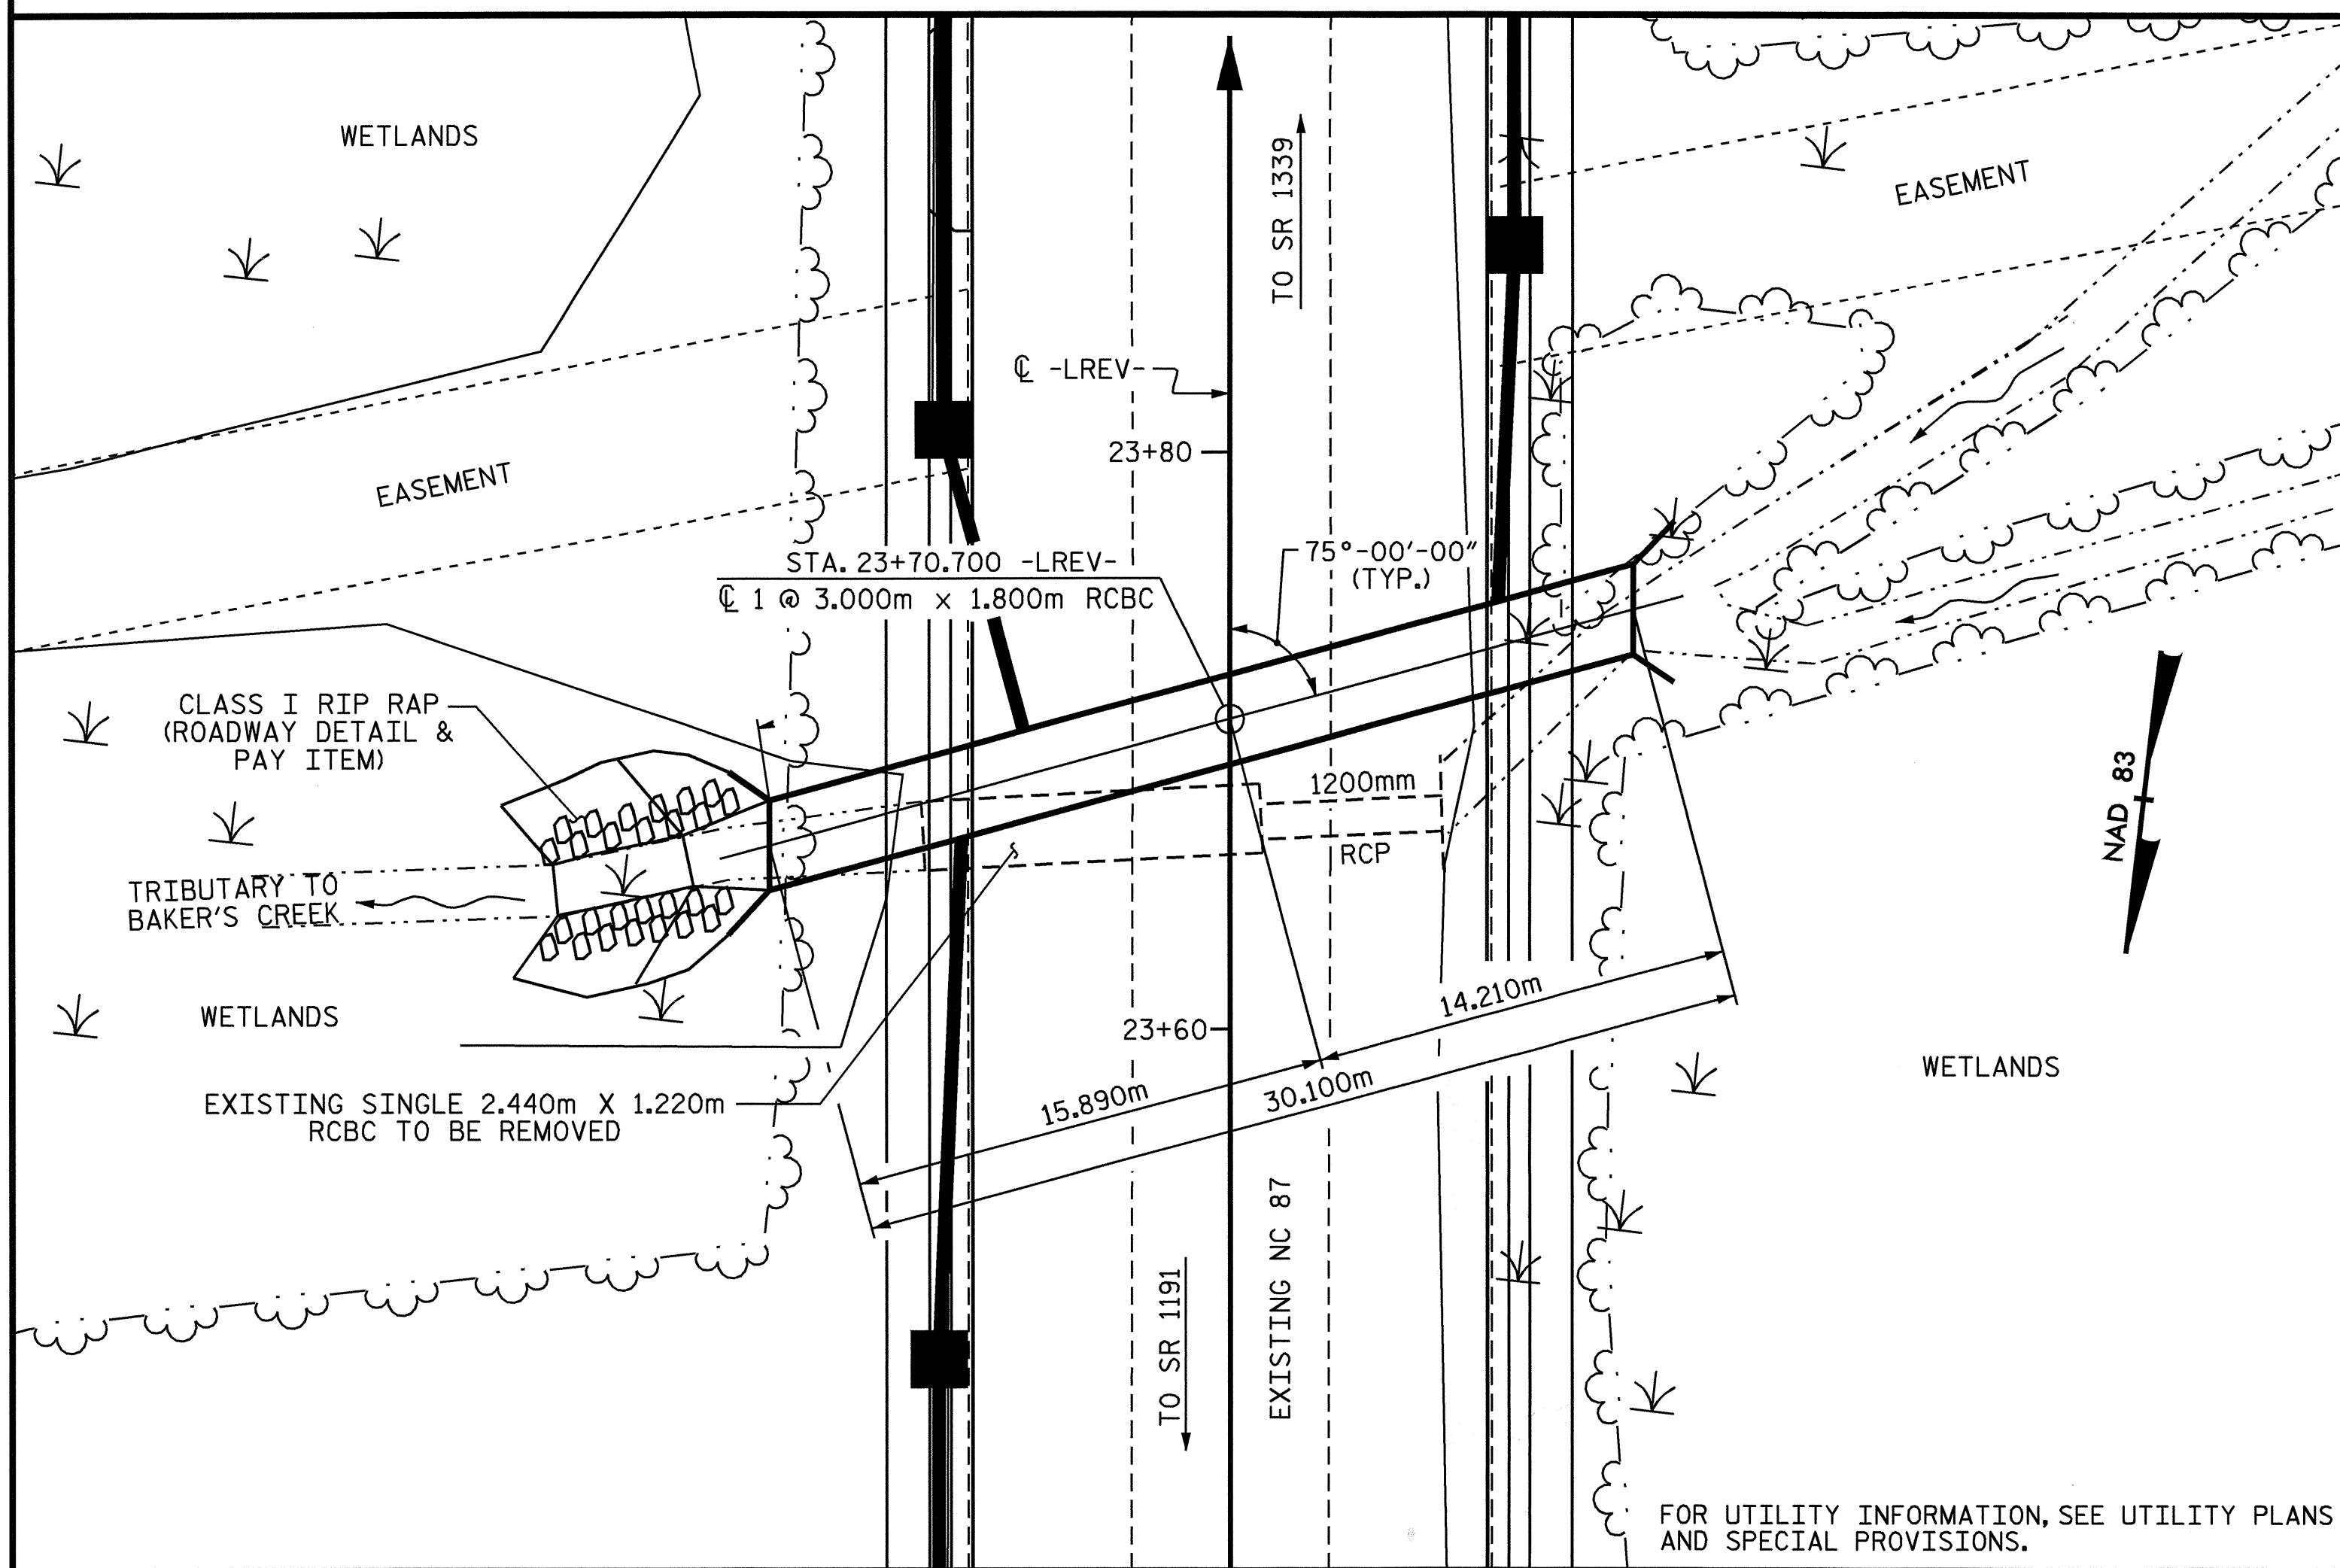 WETLANDS
TO SR 1339
EASEMENT
℄ -LREV-
23+80
EASEMENT
STA. 23+70.700 -LREV-
℄ 1 @ 3.000m x 1.800m RCBC
75°-00'-00"
(TYP.)
CLASS I RIP RAP
(ROADWAY DETAIL &
PAY ITEM)
1200mm
RCP
NAD 83
TRIBUTARY TO
BAKER'S CREEK
WETLANDS
23+60
14.210m
15.890m
30.100m
WETLANDS
EXISTING SINGLE 2.440m X 1.220m
RCBC TO BE REMOVED
TO SR 1191
EXISTING NC 87
FOR UTILITY INFORMATION, SEE UTILITY PLANS
AND SPECIAL PROVISIONS.